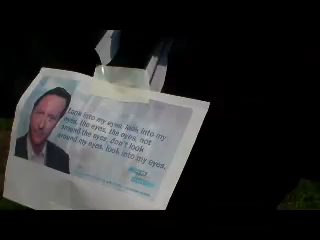 Look into my eyes, look into my
eyes, the eyes, the eyes, not
around the eyes, don't look
around my eyes, look into my eyes.